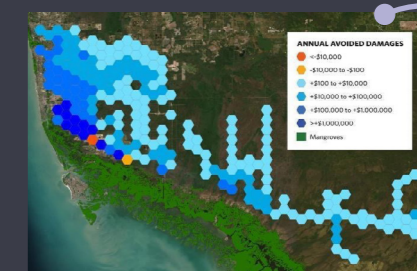 ANNUAL AVOIDED DAMAGES
<-$10,000
-$10,000 to -$100
+$100 to +$10,000
+$10,000 to +$100,000
+$100,000 to +$1,000,000
>+$1,000,000
Mangroves